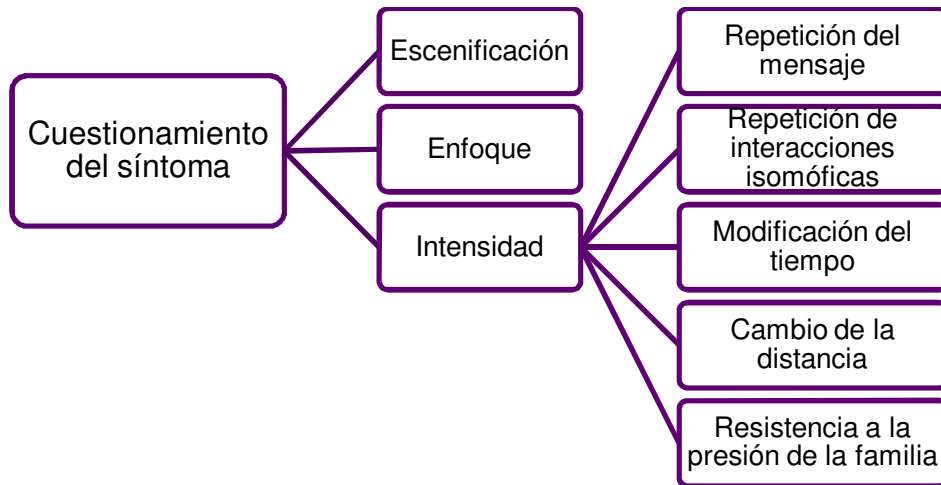 Cuestionamiento
del síntoma
Escenificación
Enfoque
Intensidad
Repetición del
mensaje
Repetición de
interacciones
isomóficas
Modificación del
tiempo
Cambio de la
distancia
Resistencia a la
presión de la familia